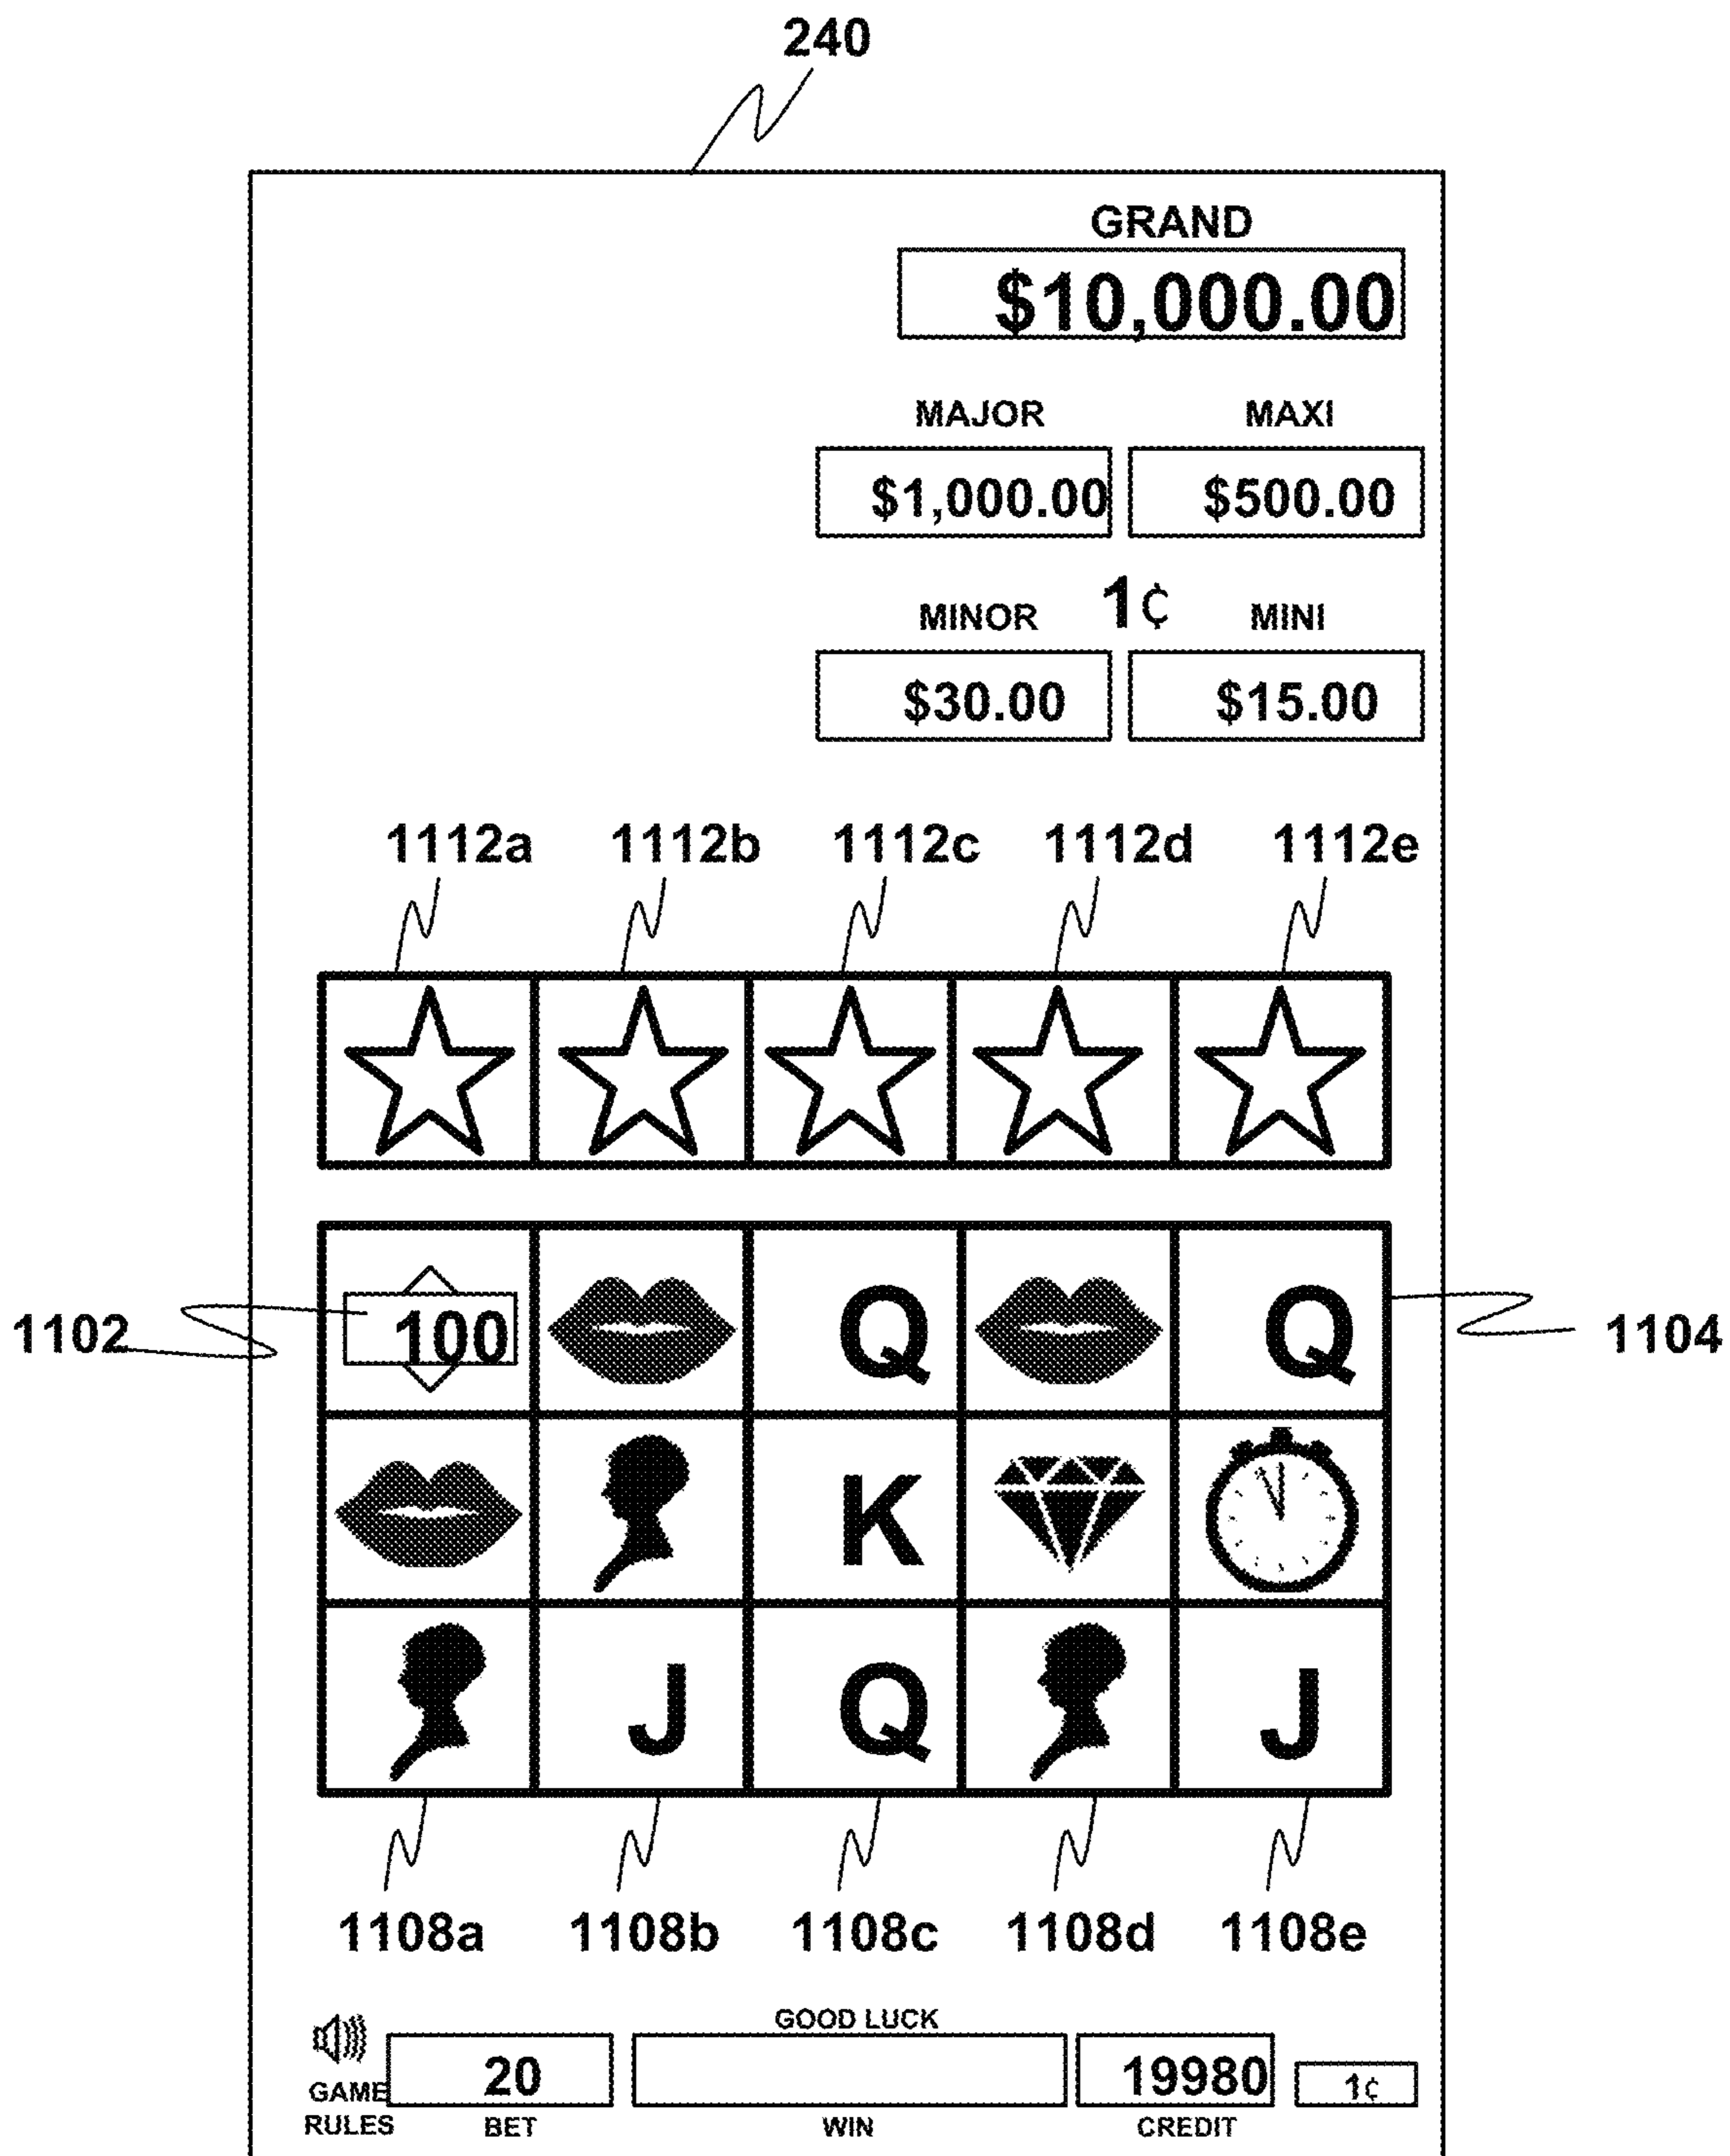 240
GRAND
$10,000.00
MAJOR MAXI
$1,000.00 $500.00
MINOR 1¢ MINI
$30.00 $15.00
1112a 1112b 1112c 1112d 1112e
1102 100 Q Q 1104
K
J Q J
1108a 1108b 1108c 1108d 1108e
GOOD LUCK
20 19980 1¢
GAME
RULES BET WIN CREDIT